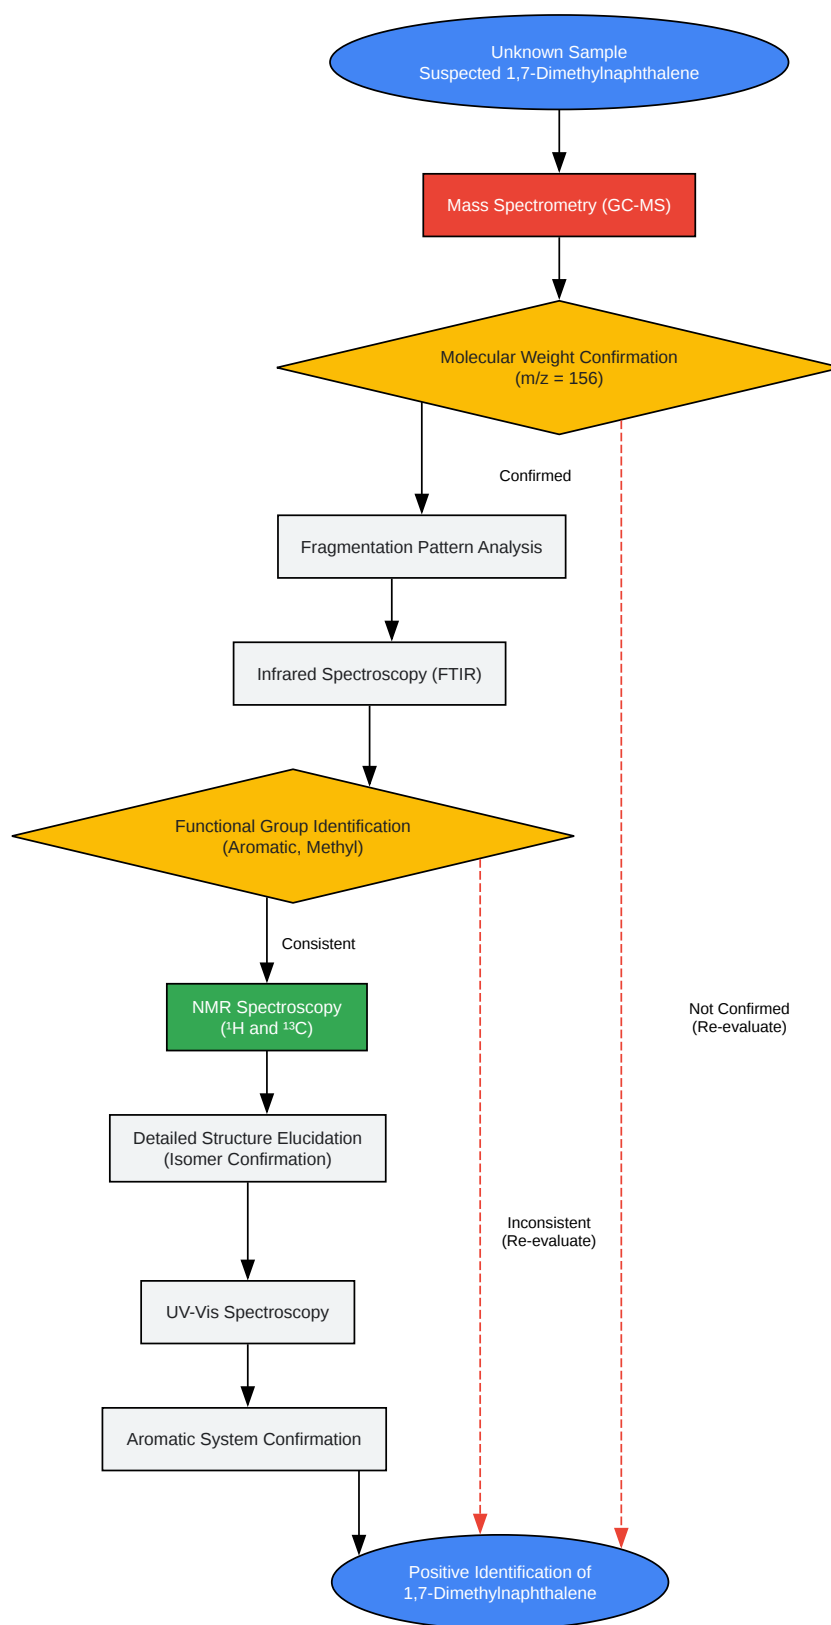 Unknown Sample
Suspected 1,7-Dimethylnaphthalene
Mass Spectrometry (GC-MS)
Molecular Weight Confirmation
(m/z = 156)
Confirmed
Fragmentation Pattern Analysis
Infrared Spectroscopy (FTIR)
Functional Group Identification
(Aromatic, Methyl)
Consistent
NMR Spectroscopy
(¹H and ¹³C)
Not Confirmed
(Re-evaluate)
Detailed Structure Elucidation
(Isomer Confirmation)
Inconsistent
(Re-evaluate)
UV-Vis Spectroscopy
Aromatic System Confirmation
Positive Identification of
1,7-Dimethylnaphthalene